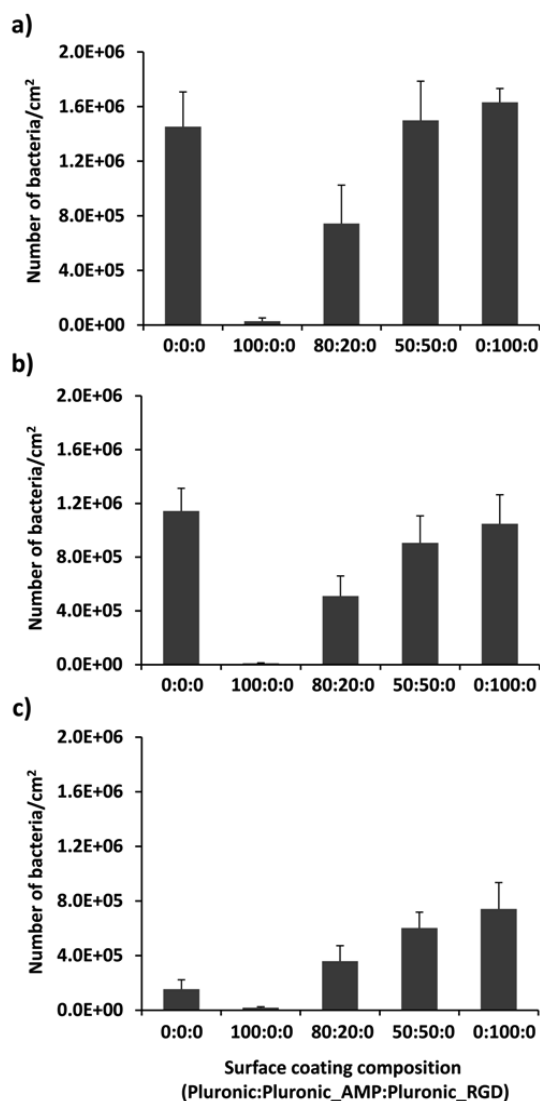 a)
Number of bacteria/cm²
2.0E+06
1.6E+06
1.2E+06
8.0E+05
4.0E+05
0.0E+00
0:0:0 100:0:0 80:20:0 50:50:0 0:100:0
b)
Number of bacteria/cm²
2.0E+06
1.6E+06
1.2E+06
8.0E+05
4.0E+05
0.0E+00
0:0:0 100:0:0 80:20:0 50:50:0 0:100:0
c)
Number of bacteria/cm²
2.0E+06
1.6E+06
1.2E+06
8.0E+05
4.0E+05
0.0E+00
0:0:0 100:0:0 80:20:0 50:50:0 0:100:0
Surface coating composition
(Pluronic:Pluronic_AMP:Pluronic_RGD)